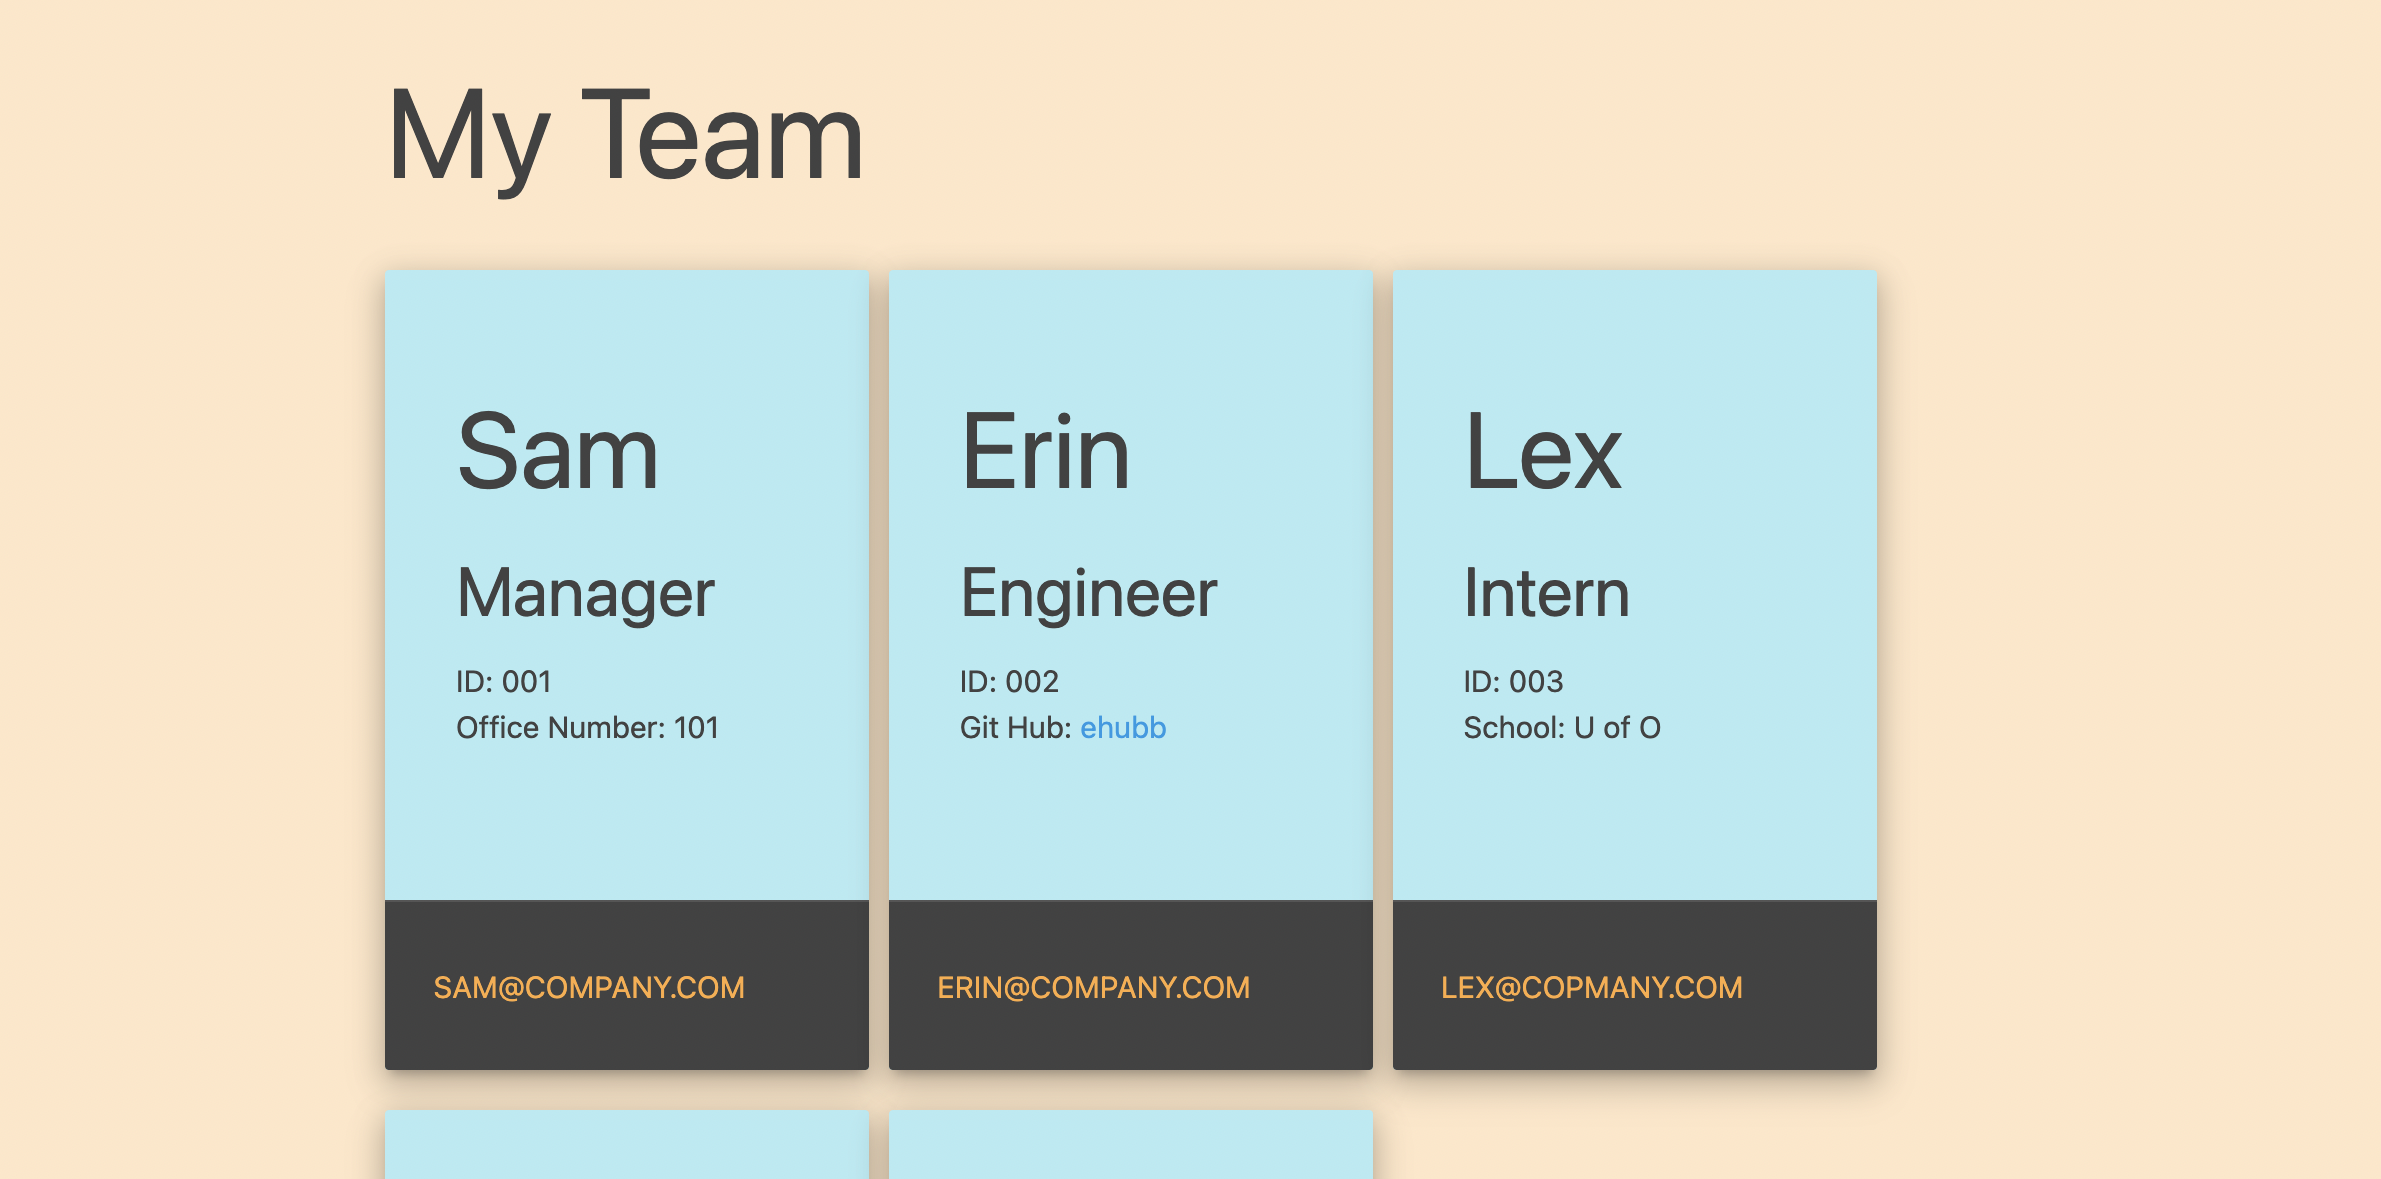 My Team
Sam
Manager
ID: 001
Office Number: 101
SAM@COMPANY.COM
Erin
Engineer
ID: 002
Git Hub: ehubb
ERIN@COMPANY.COM
Lex
Intern
ID: 003
School: U of O
LEX@COPMANY.COM